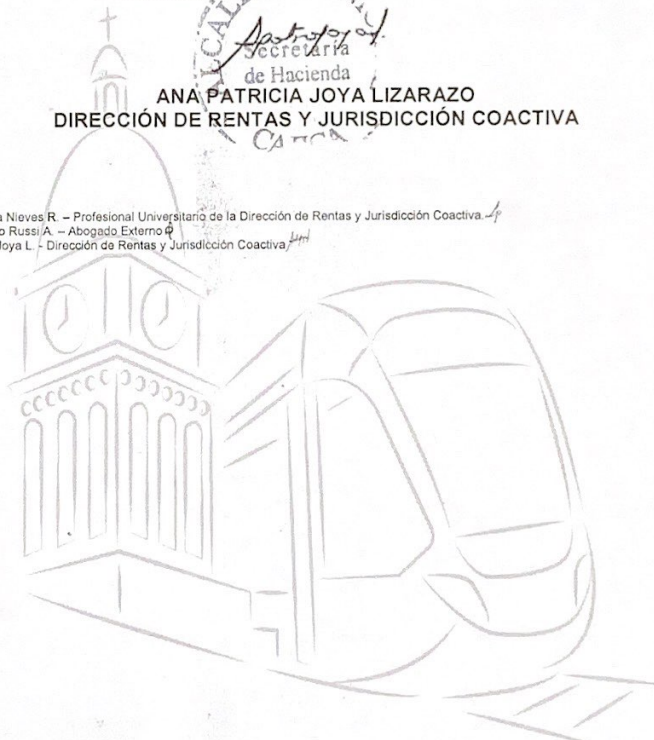 ALCAL
Secretaría
de Hacienda
ANA PATRICIA JOYA LIZARAZO
DIRECCIÓN DE RENTAS Y JURISDICCIÓN COACTIVA
Nieves R. – Profesional Universitario de la Dirección de Rentas y Jurisdicción Coactiva.
Russi A. – Abogado Externo
Joya L. - Dirección de Rentas y Jurisdicción Coactiva